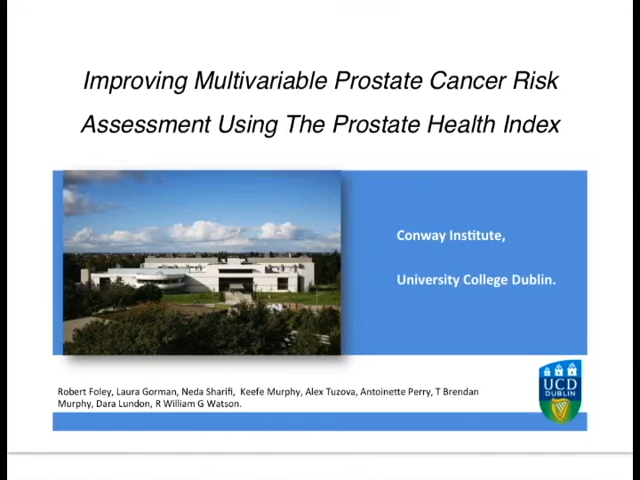 Improving Multivariable Prostate Cancer Risk
Assessment Using The Prostate Health Index
Conway Institute,
University College Dublin.
Robert Foley, Laura Gorman, Neda Sharifi, Keefe Murphy, Alex Tuzova, Antoinette Perry, T Brendan
Murphy, Dara Lundon, R William G Watson.
UCD
DUBLIN